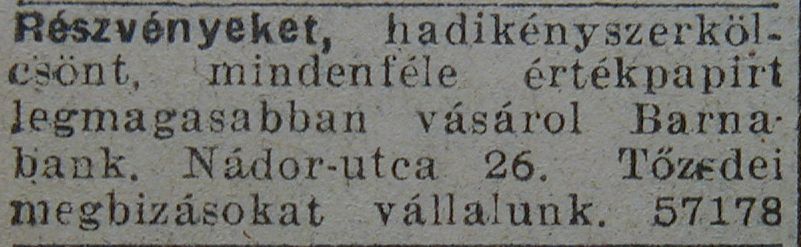 Részvényeket, hadikényszerköl-
csönt, mindenféle értékpapirt
legmagasabban vásárol Barna-
bank. Nádor-utca 26. Tőzsdei
megbizásokat vállalunk. 57178